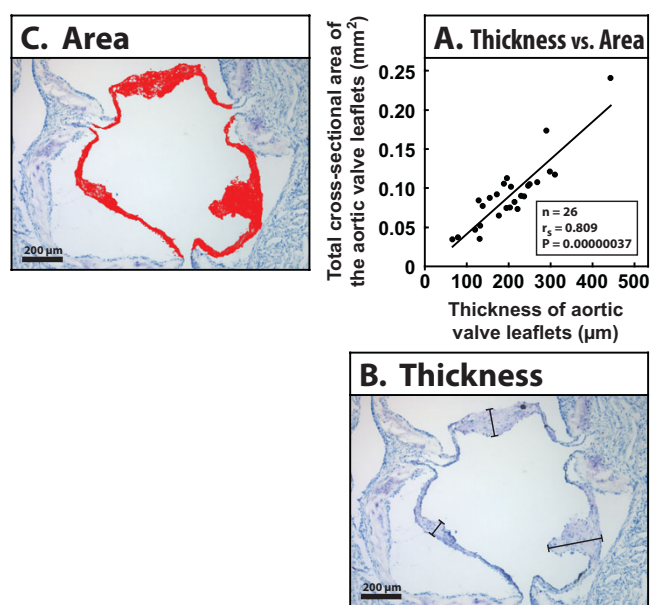 C. Area
200 µm
Total cross-sectional area of
the aortic valve leaflets (mm²)
A. Thickness vs. Area
0.25
0.20
0.15
0.10
0.05
0
n = 26
rs = 0.809
P = 0.00000037
0 100 200 300 400 500
Thickness of aortic
valve leaflets (µm)
B. Thickness
200 µm